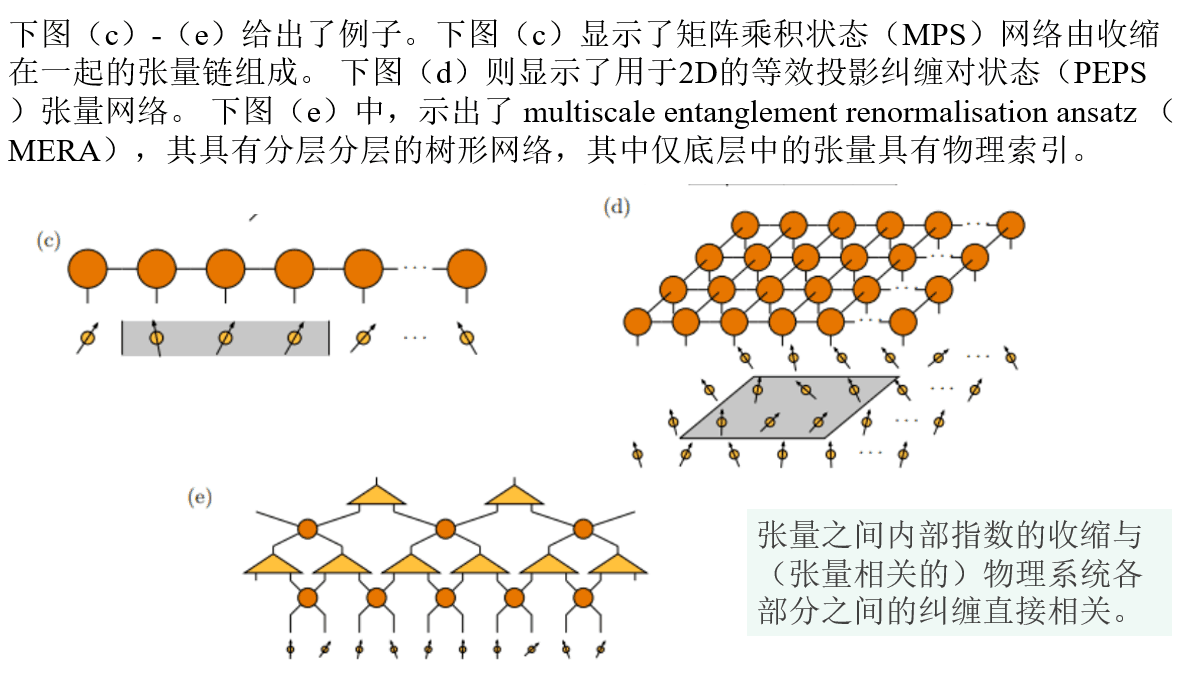 下图（c）-（e）给出了例子。下图（c）显示了矩阵乘积状态（MPS）网络由收缩
在一起的张量链组成。 下图（d）则显示了用于2D的等效投影纠缠对状态（PEPS
）张量网络。 下图（e）中，示出了 multiscale entanglement renormalisation ansatz （
MERA），其具有分层分层的树形网络，其中仅底层中的张量具有物理索引。
(c)
(d)
(e)
张量之间内部指数的收缩与
（张量相关的）物理系统各
部分之间的纠缠直接相关。